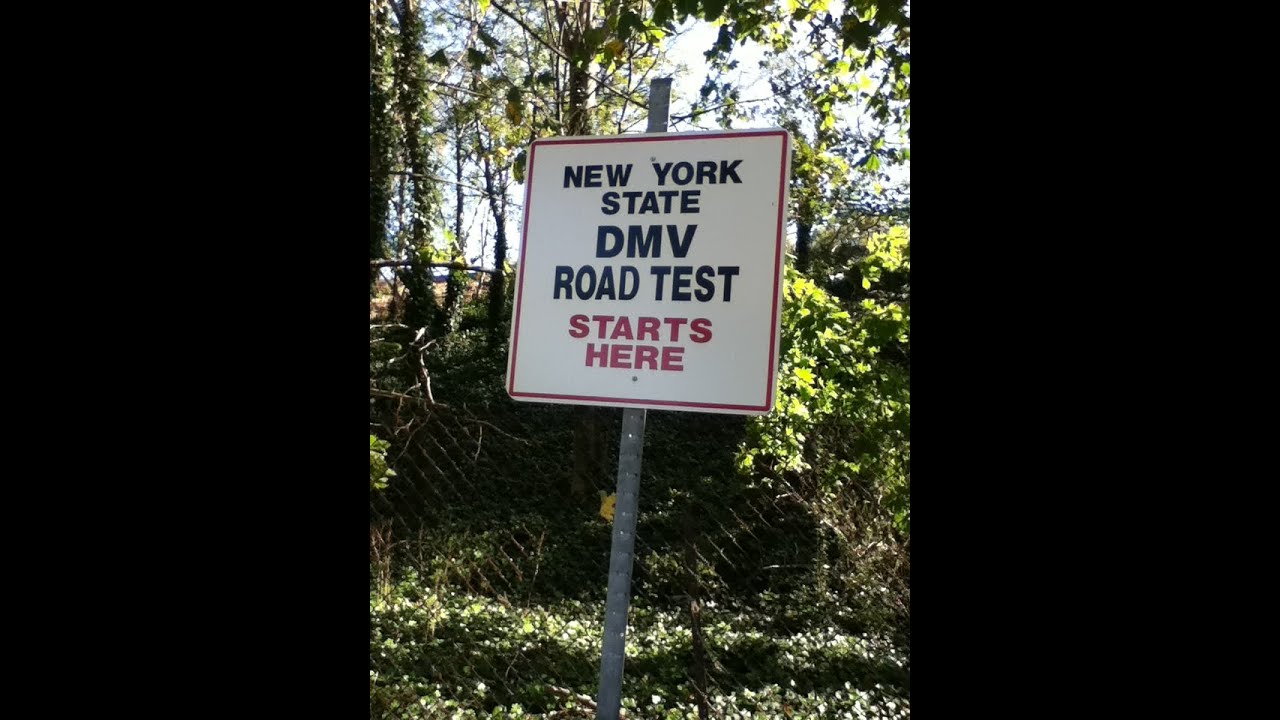 NEW YORK
STATE
DMV
ROAD TEST
STARTS
HERE